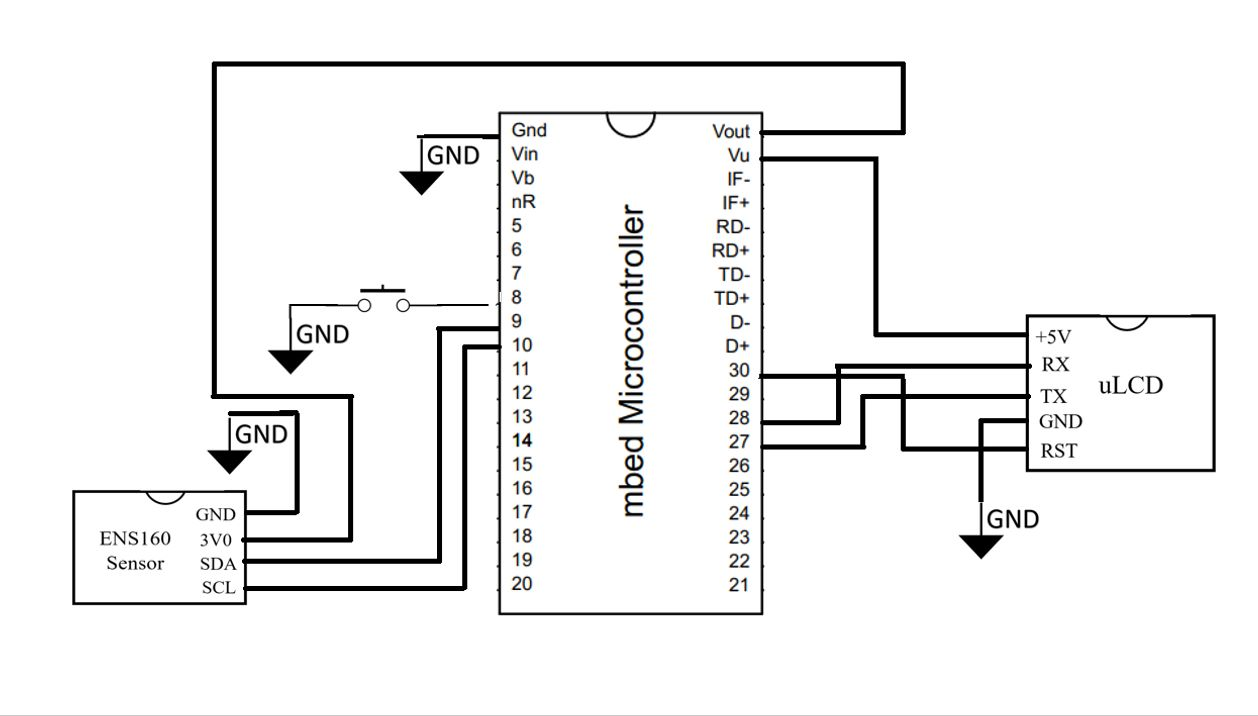 Gnd
Vin
Vb
nR
5
6
7
8
9
10
11
12
13
14
15
16
17
18
19
20
mbed Microcontroller
Vout
Vu
IF-
IF+
RD-
RD+
TD-
TD+
D-
D+
30
29
28
27
26
25
24
23
22
21
GND
GND
GND
ENS160
Sensor
GND
3V0
SDA
SCL
+5V
RX
TX
GND
RST
uLCD
GND